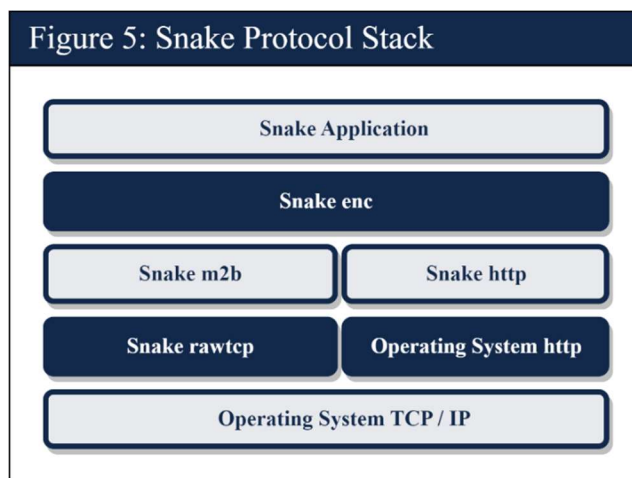 Figure 5: Snake Protocol Stack
Snake Application
Snake enc
Snake m2b
Snake http
Snake rawtcp
Operating System http
Operating System TCP / IP